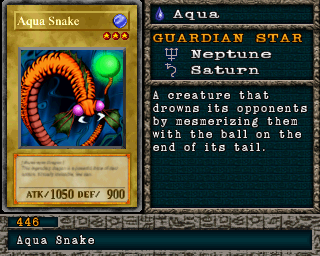 Aqua Snake
ATK/1050 DEF/ 900
Aqua
GUARDIAN STAR
Neptune
Saturn
A creature that
drowns its opponents
by mesmerizing them
with the ball on the
end of its tail.
446
Aqua Snake